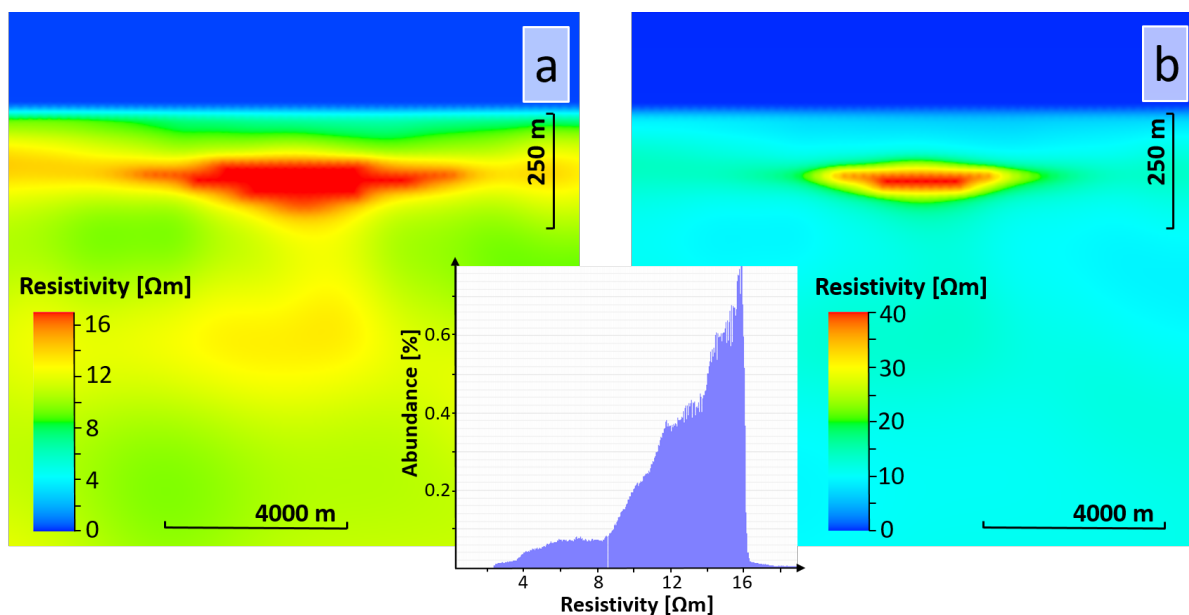 a
250 m
Resistivity [Ωm]
16
12
8
4
0
4000 m
b
250 m
Resistivity [Ωm]
40
30
20
10
0
4000 m
Abundance [%]
0.6
0.4
0.2
4 8 12 16
Resistivity [Ωm]